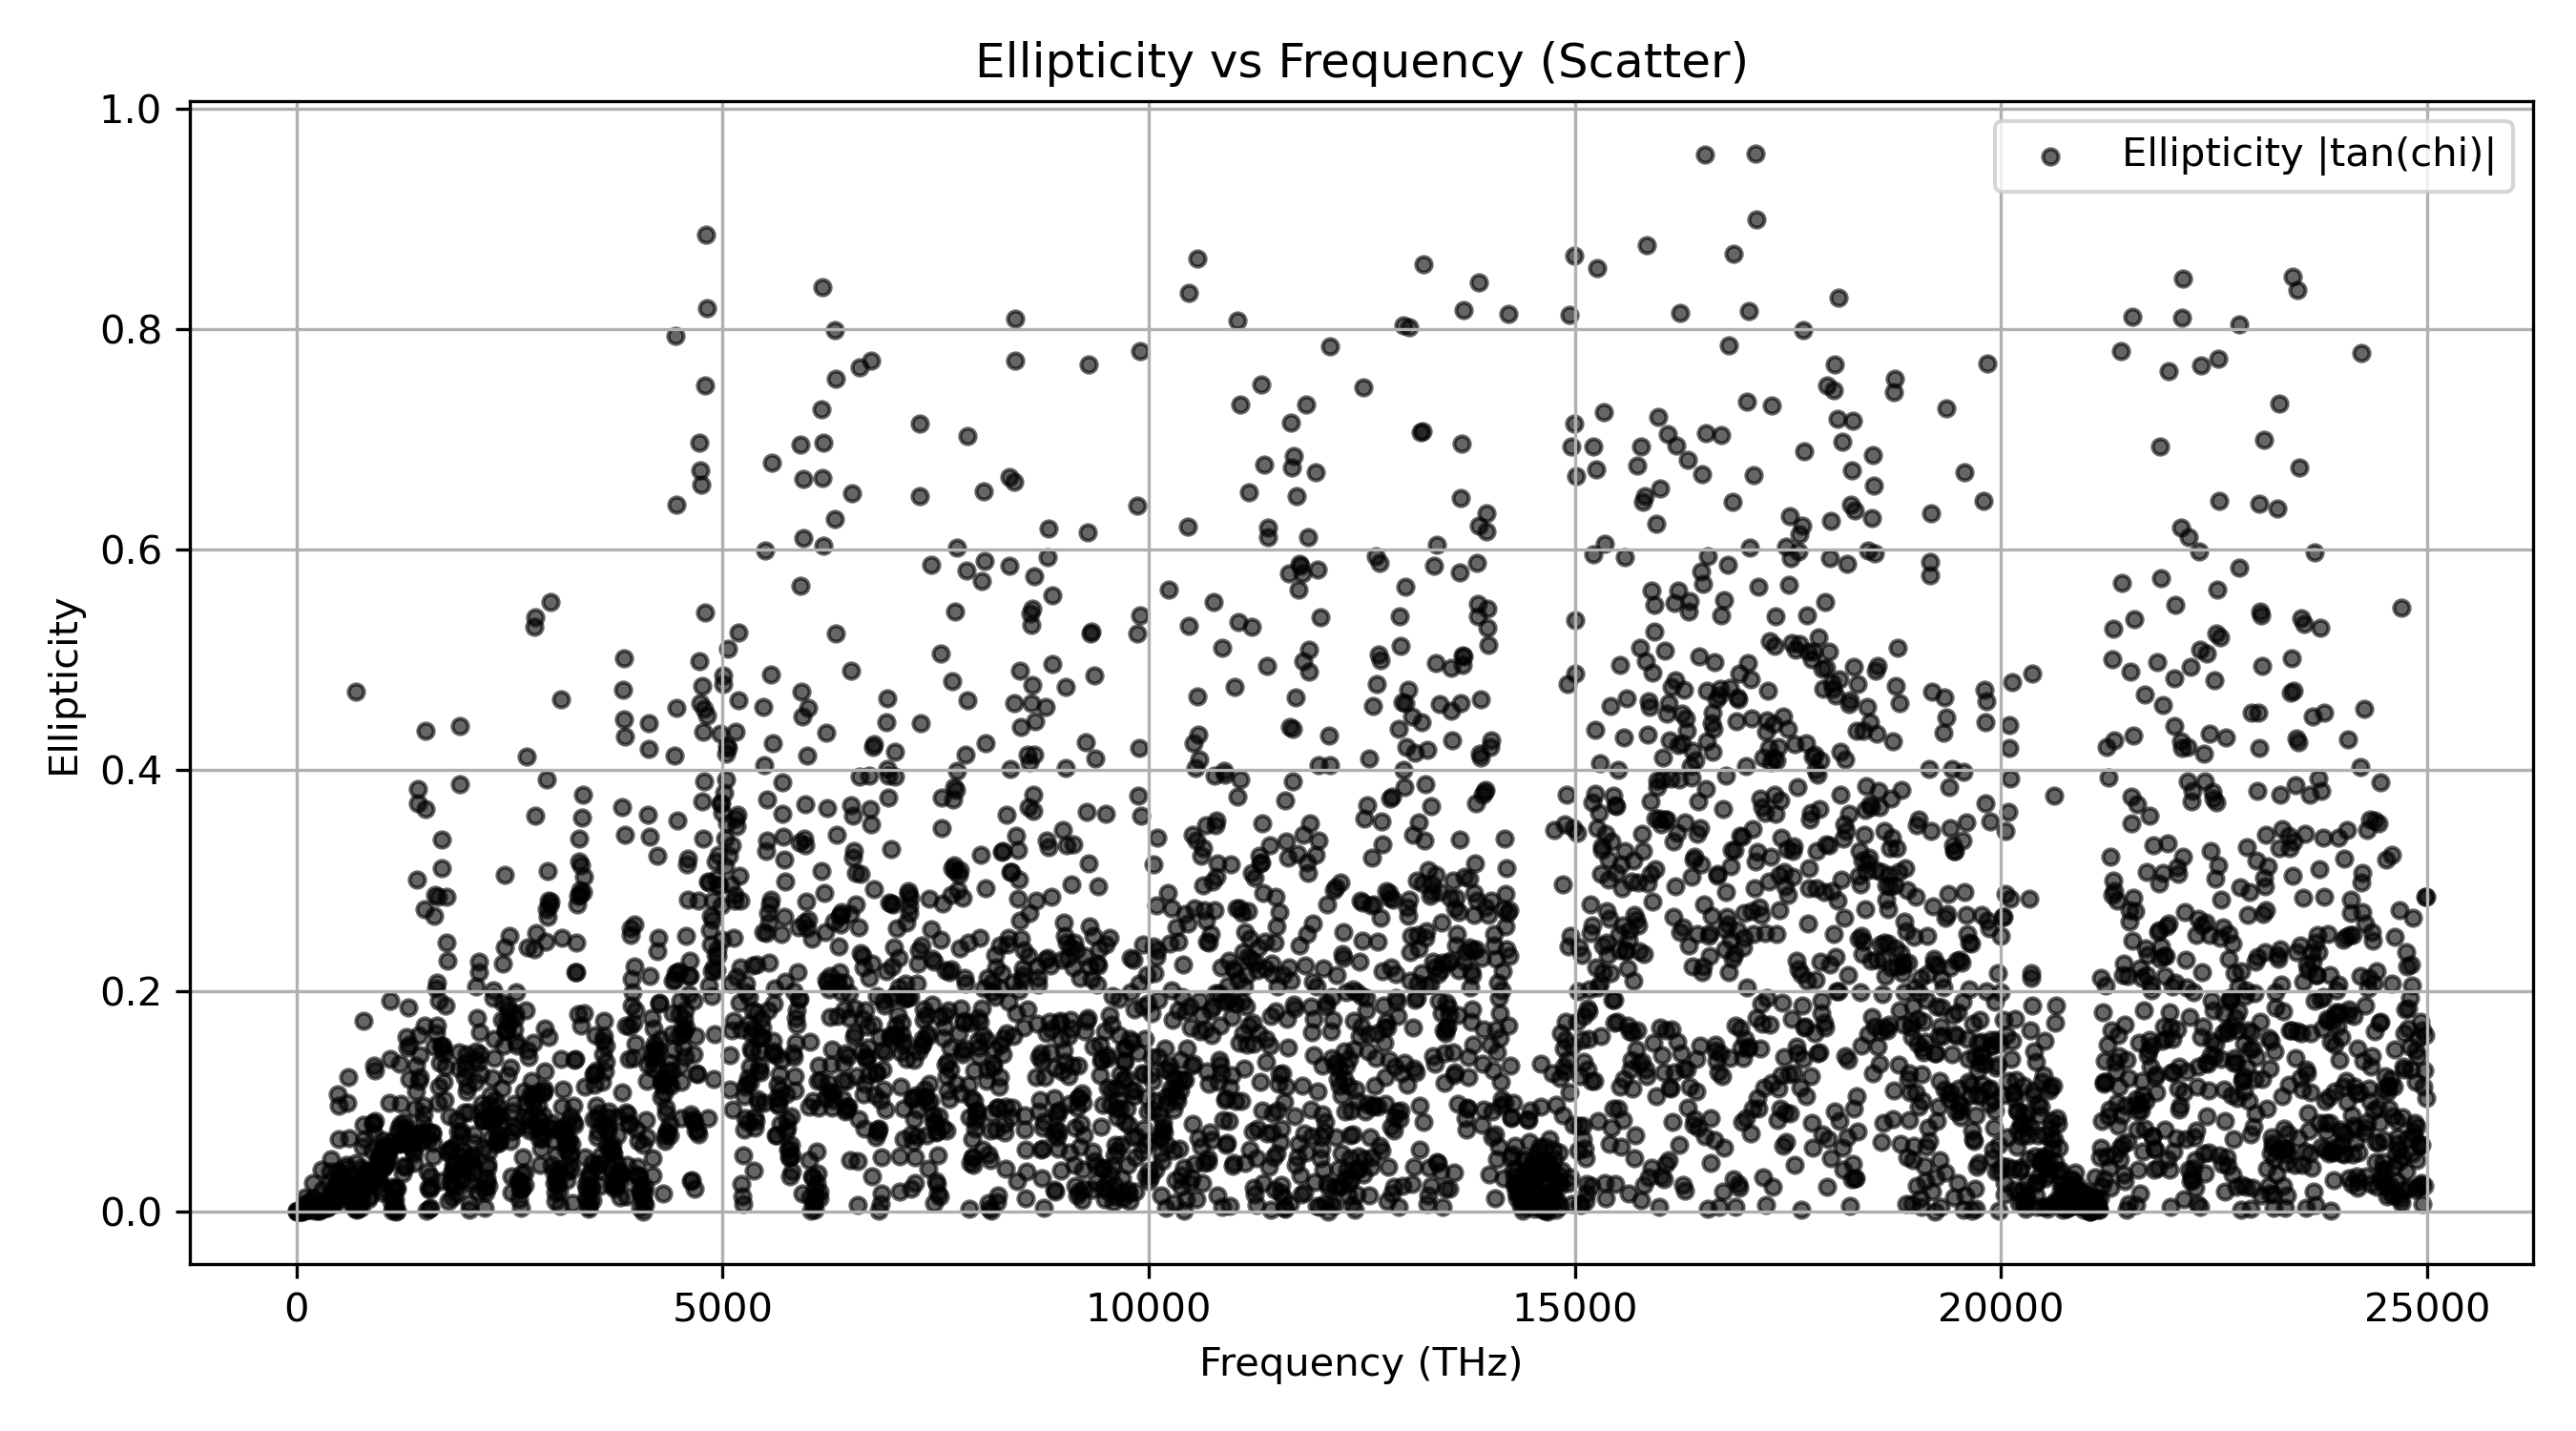 Ellipticity vs Frequency (Scatter)
Ellipticity |tan(chi)|
1.0
0.8
0.6
0.4
0.2
0.0
Ellipticity
0 5000 10000 15000 20000 25000
Frequency (THz)